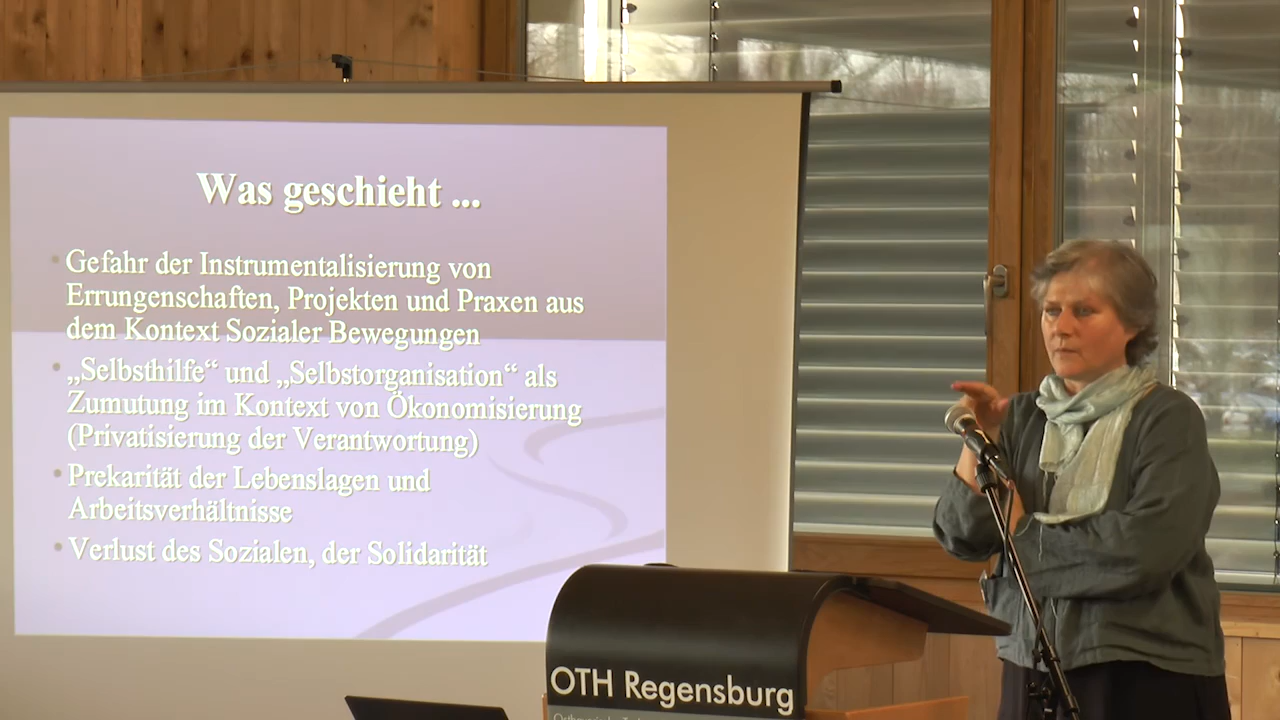 Was geschieht ...
• Gefahr der Instrumentalisierung von
Errungenschaften, Projekten und Praxen aus
dem Kontext Sozialer Bewegungen
• „Selbsthilfe“ und „Selbstorganisation“ als
Zumutung im Kontext von Ökonomisierung
(Privatisierung der Verantwortung)
• Prekarität der Lebenslagen und
Arbeitsverhältnisse
• Verlust des Sozialen, der Solidarität
OTH Regensburg